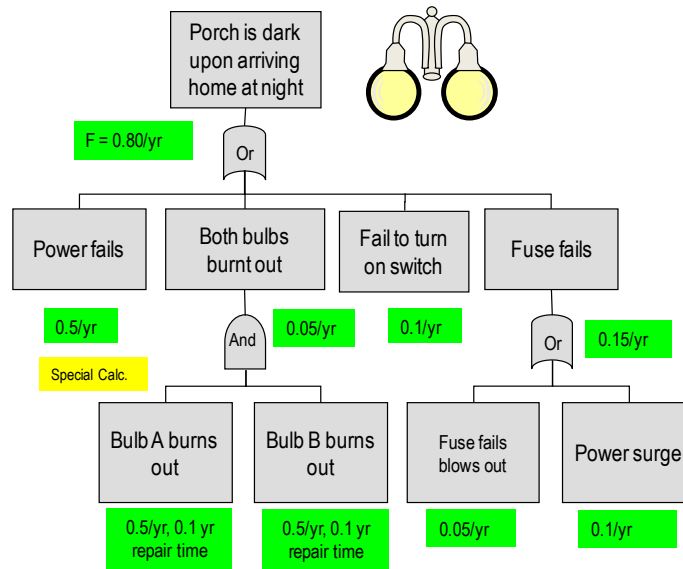 Porch is dark
upon arriving
home at night
F = 0.80/yr
Or
Power fails
Both bulbs
burnt out
Fail to turn
on switch
Fuse fails
0.5/yr
And
0.05/yr
0.1/yr
Or
0.15/yr
Special Calc.
Bulb A burns
out
Bulb B burns
out
Fuse fails
blows out
Power surge
0.5/yr, 0.1 yr
repair time
0.5/yr, 0.1 yr
repair time
0.05/yr
0.1/yr